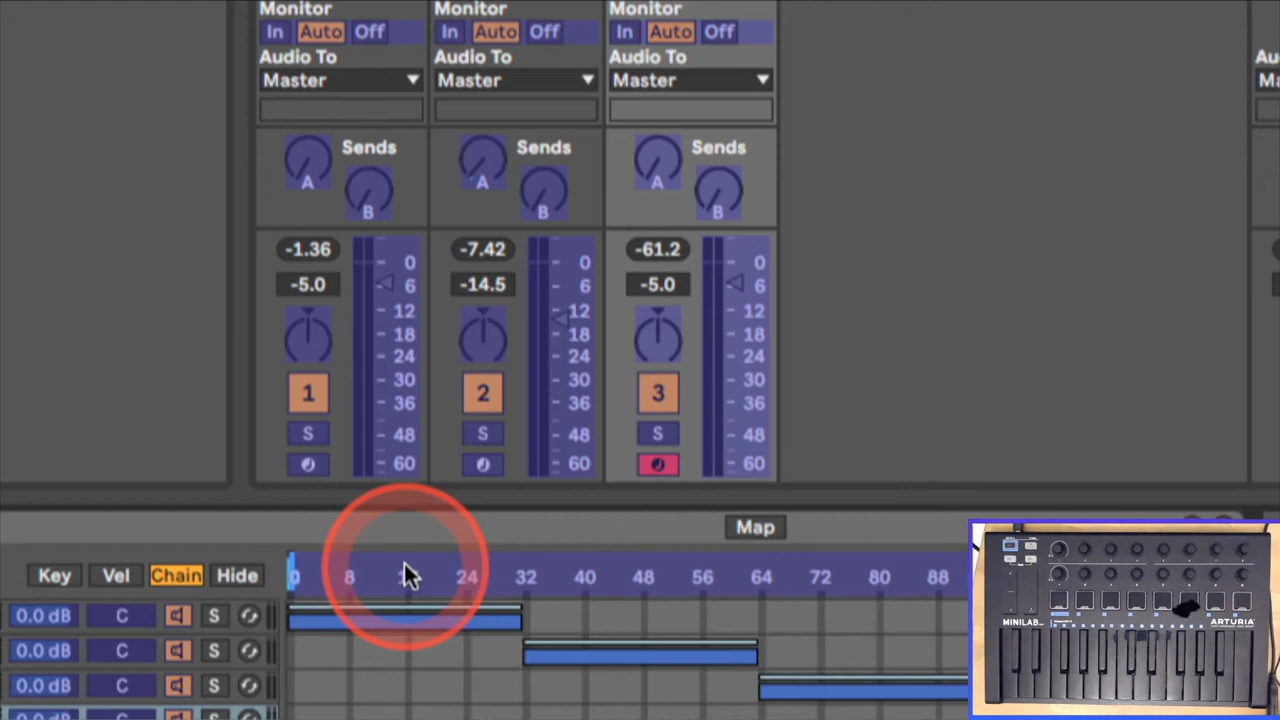 Monitor Monitor Monitor
In Auto Off In Auto Off In Auto Off
Audio To Audio To Audio To Au
Master Master Master Ma
Sends Sends Sends
A A A
B B B
-1.36 0 -7.42 0 -61.2 0
-5.0 6 -14.5 6 -5.0 6
12 12 12
18 18 18
24 24 24
30 30 30
1 2 3
36 36 36
S 48 S 48 S 48
60 60 60
Map
Key Vel Chain Hide 0 8 24 32 40 48 56 64 72 80 88
0.0 dB C S
0.0 dB C S
0.0 dB C S
MINILAB ARTURIA